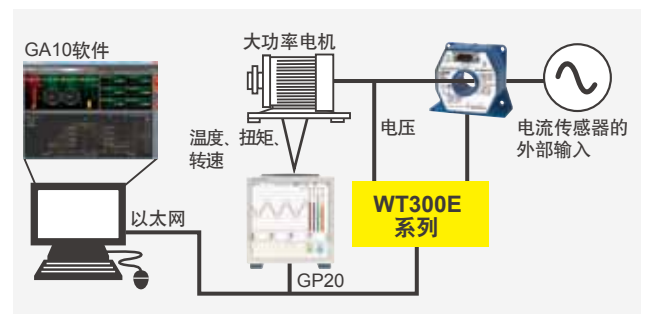 GA10软件
大功率电机
温度、扭矩、
转速
电压
电流传感器的
外部输入
WT300E
系列
以太网
GP20